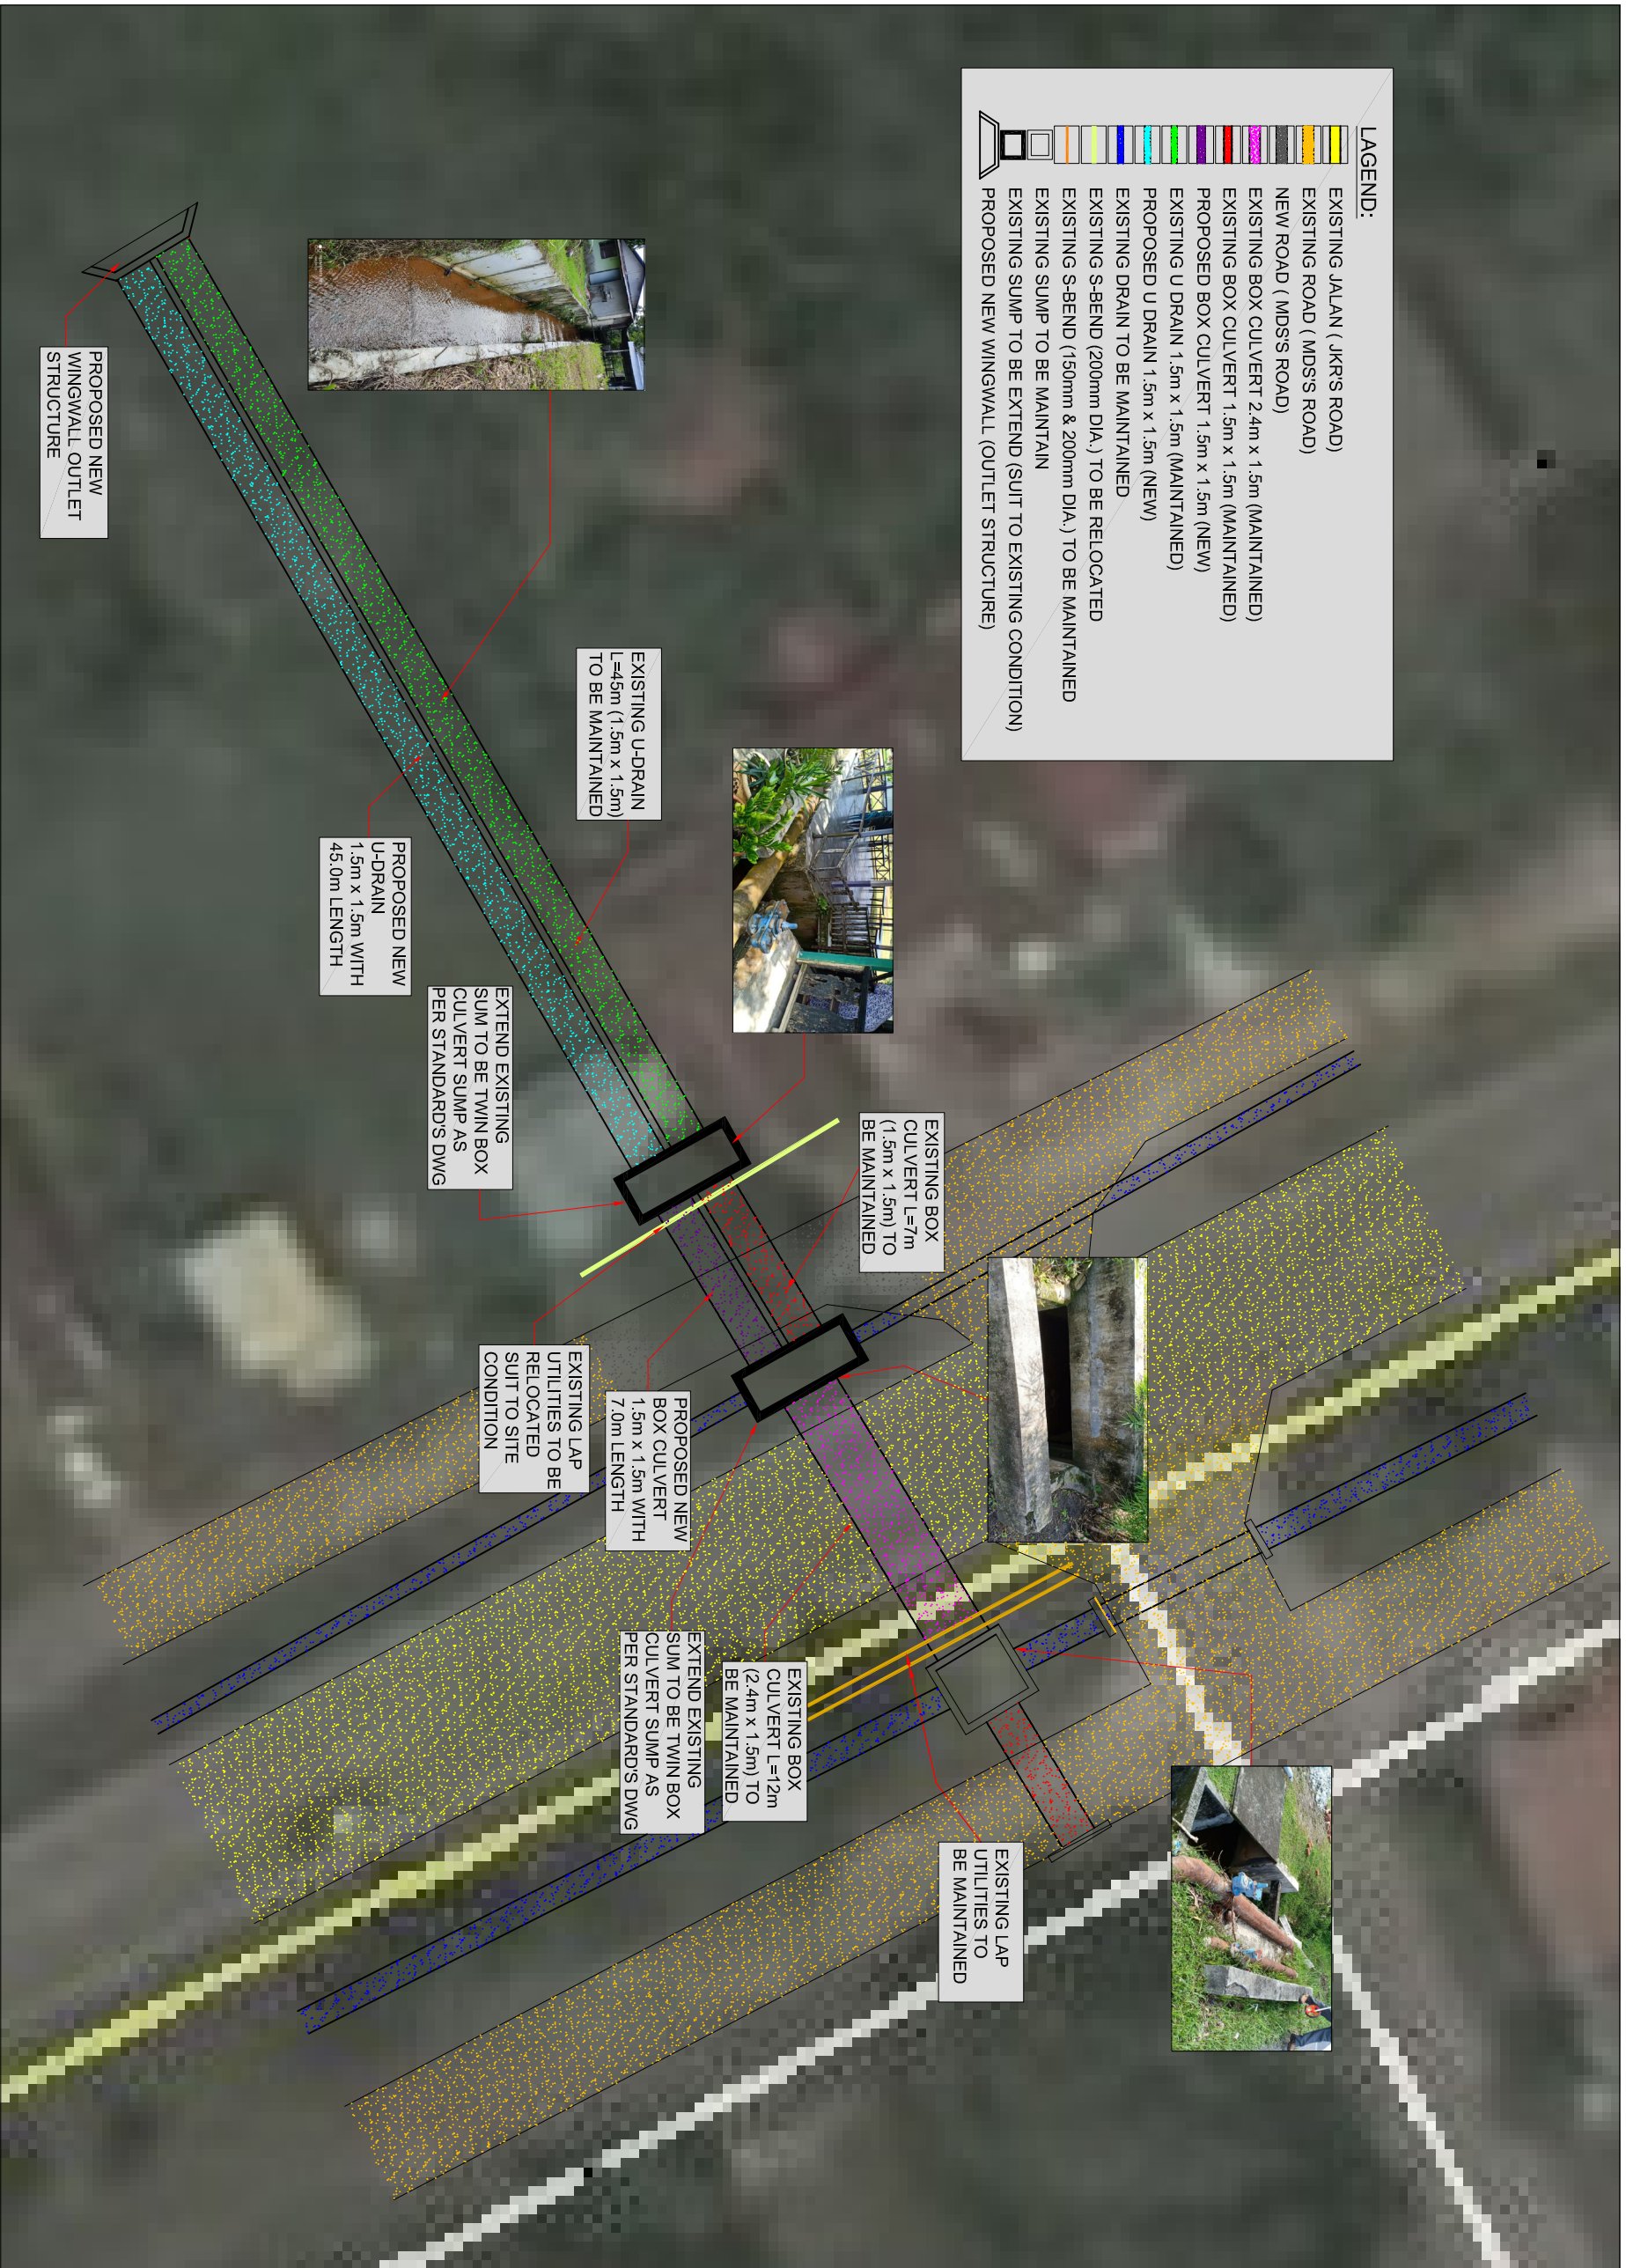 LAGEND:
EXISTING JALAN ( JKR'S ROAD)
EXISTING ROAD ( MDS'S ROAD)
NEW ROAD ( MDS'S ROAD)
EXISTING BOX CULVERT 2.4m x 1.5m (MAINTAINED)
EXISTING BOX CULVERT 1.5m x 1.5m (MAINTAINED)
PROPOSED BOX CULVERT 1.5m x 1.5m (NEW)
EXISTING U DRAIN 1.5m x 1.5m (MAINTAINED)
PROPOSED U DRAIN 1.5m x 1.5m (NEW)
EXISTING DRAIN TO BE MAINTAINED
EXISTING S-BEND (200mm DIA.) TO BE RELOCATED
EXISTING S-BEND (150mm & 200mm DIA.) TO BE MAINTAINED
EXISTING SUMP TO BE MAINTAIN
EXISTING SUMP TO BE EXTEND (SUIT TO EXISTING CONDITION)
PROPOSED NEW WINGWALL (OUTLET STRUCTURE)
EXISTING LAP
UTILITIES TO
BE MAINTAINED
EXISTING BOX
CULVERT L=7m
(1.5m x 1.5m) TO
BE MAINTAINED
EXISTING BOX
CULVERT L=12m
(2.4m x 1.5m) TO
BE MAINTAINED
EXTEND EXISTING
SUM TO BE TWIN BOX
CULVERT SUMP AS
PER STANDARD'S DWG
PROPOSED NEW
BOX CULVERT
1.5m x 1.5m WITH
7.0m LENGTH
EXISTING U-DRAIN
L=45m (1.5m x 1.5m)
TO BE MAINTAINED
EXISTING LAP
UTILITIES TO BE
RELOCATED
SUIT TO SITE
CONDITION
EXTEND EXISTING
SUM TO BE TWIN BOX
CULVERT SUMP AS
PER STANDARD'S DWG
PROPOSED NEW
U-DRAIN
1.5m x 1.5m WITH
45.0m LENGTH
PROPOSED NEW
WINGWALL OUTLET
STRUCTURE